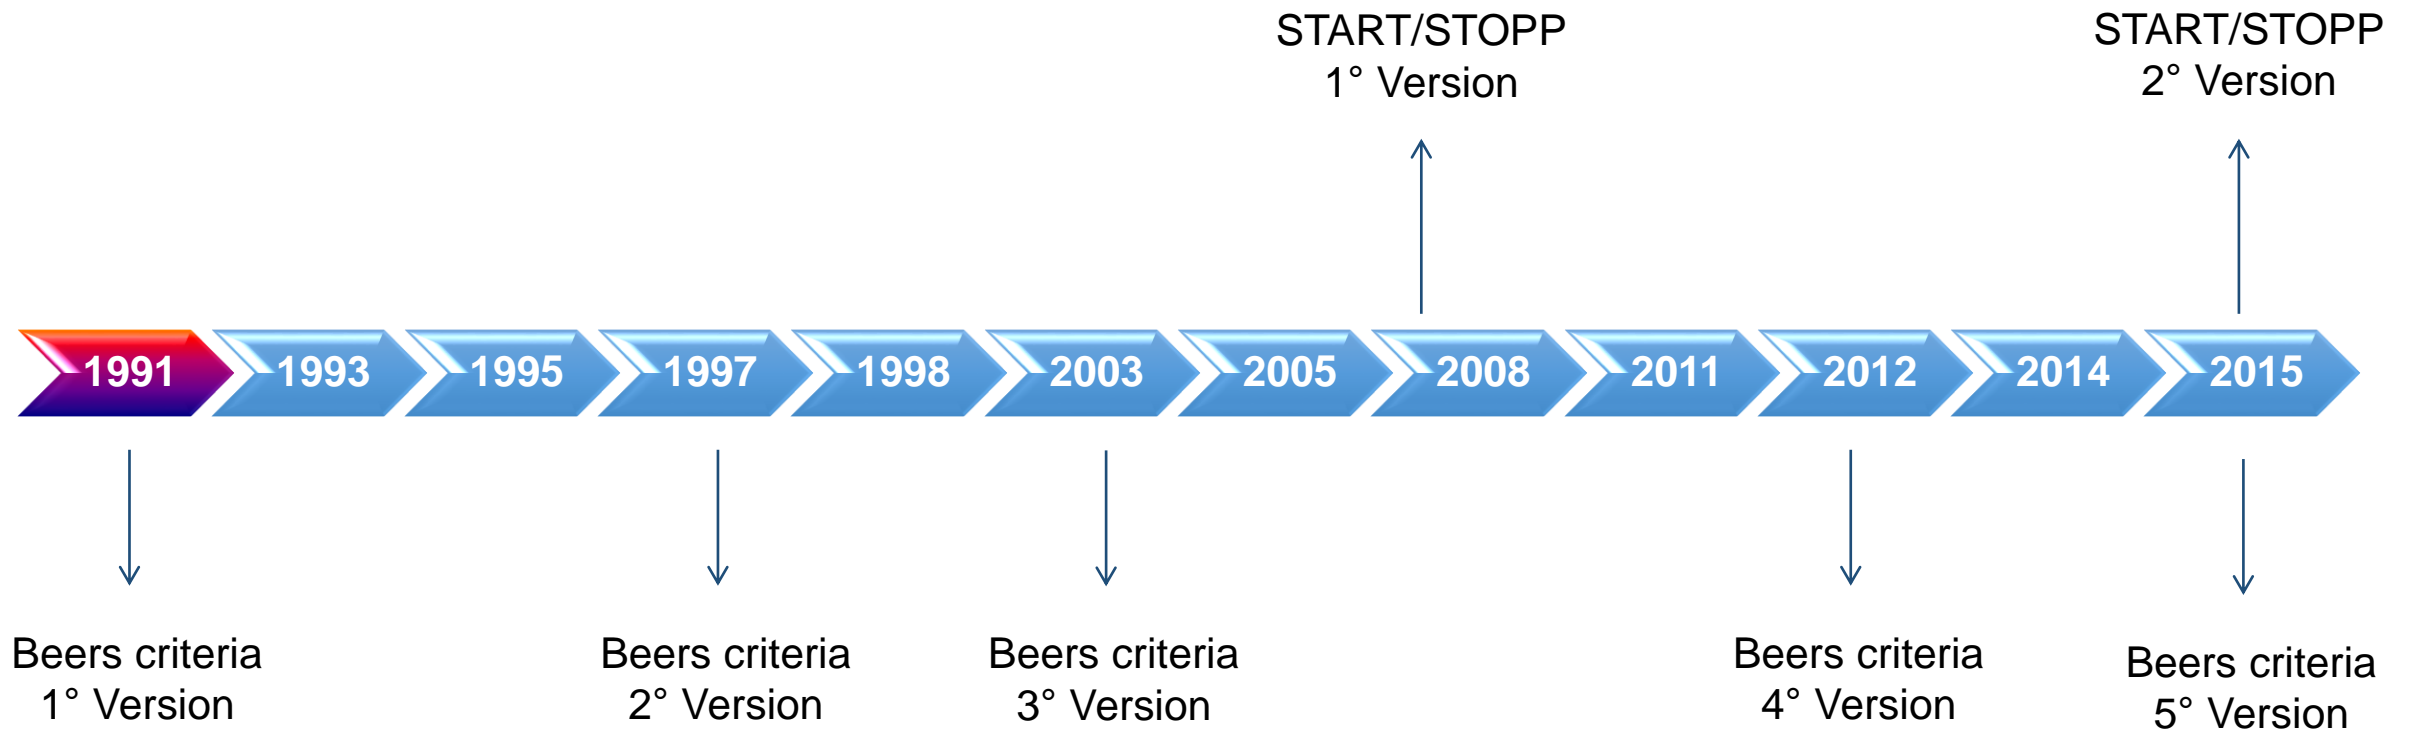 START/STOPP
1° Version
START/STOPP
2° Version
1991
1993
1995
1997
1998
2003
2005
2008
2011
2012
2014
2015
Beers criteria
1° Version
Beers criteria
2° Version
Beers criteria
3° Version
Beers criteria
4° Version
Beers criteria
5° Version